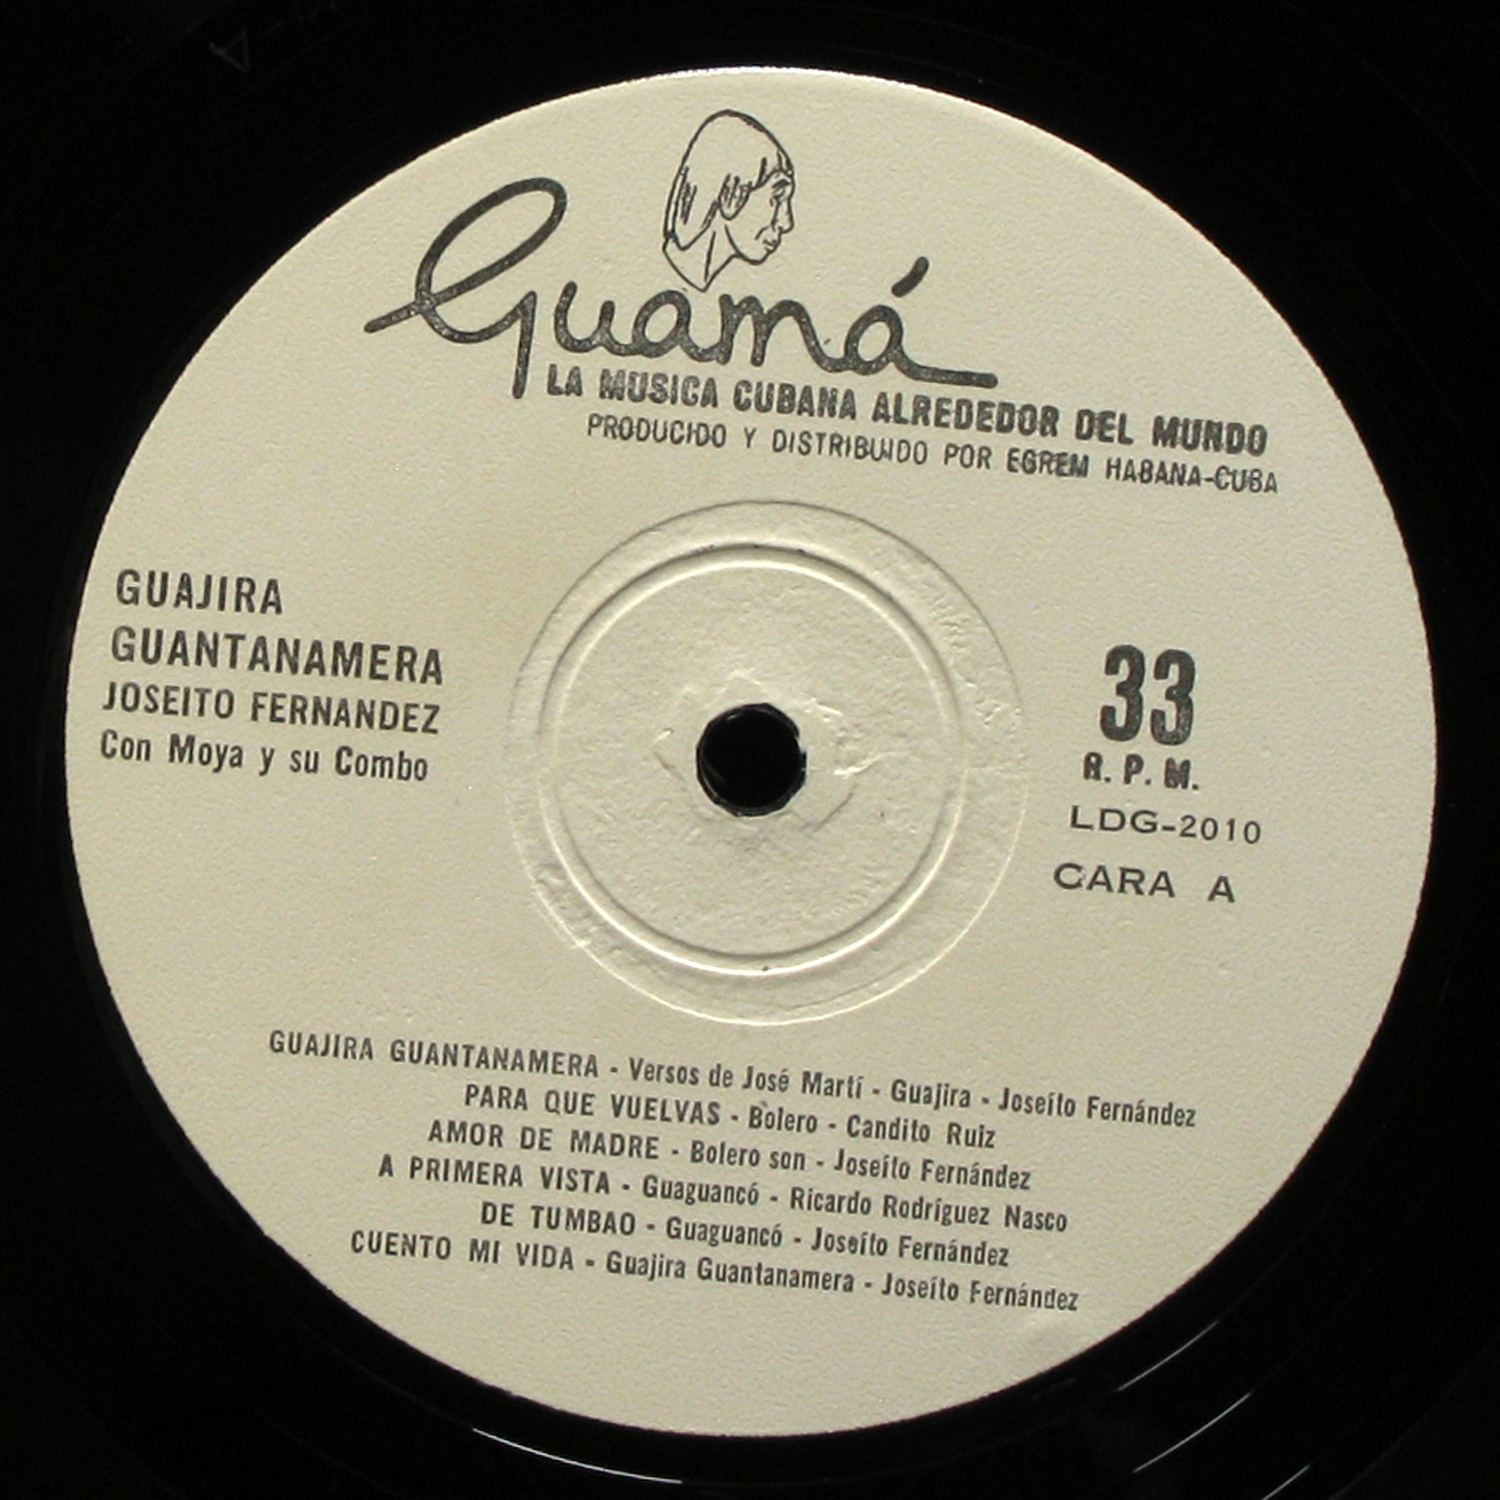 Guamá
LA MUSICA CUBANA ALREDEDOR DEL MUNDO
PRODUCIDO Y DISTRIBUIDO POR EGREM HABANA-CUBA
GUAJIRA
GUANTANAMERA
JOSEITO FERNANDEZ
Con Moya y su Combo
33
R. P. M.
LDG-2010
CARA A
GUAJIRA GUANTANAMERA - Versos de José Martí - Guajira - Joseíto Fernández
PARA QUE VUELVAS - Bolero - Candito Ruiz
AMOR DE MADRE - Bolero son - Joseíto Fernández
A PRIMERA VISTA - Guaguancó - Ricardo Rodríguez Nasco
DE TUMBAO - Guaguancó - Joseíto Fernández
CUENTO MI VIDA - Guajira Guantanamera - Joseíto Fernández